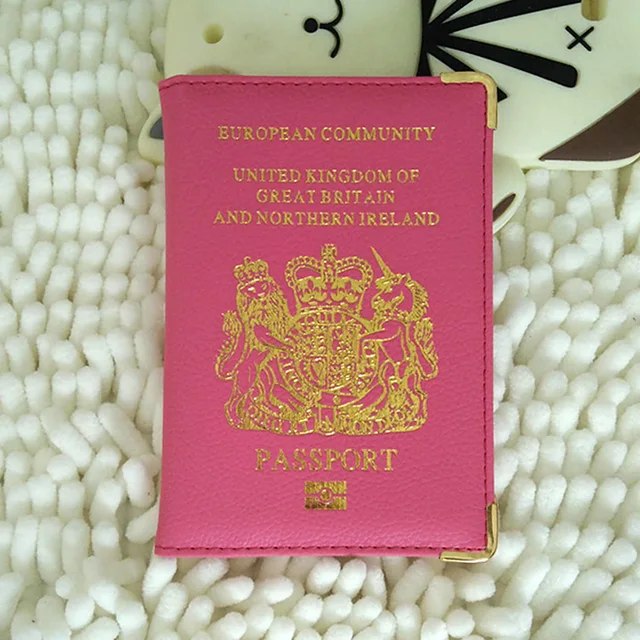 EUROPEAN COMMUNITY
UNITED KINGDOM OF
GREAT BRITAIN
AND NORTHERN IRELAND
PASSPORT